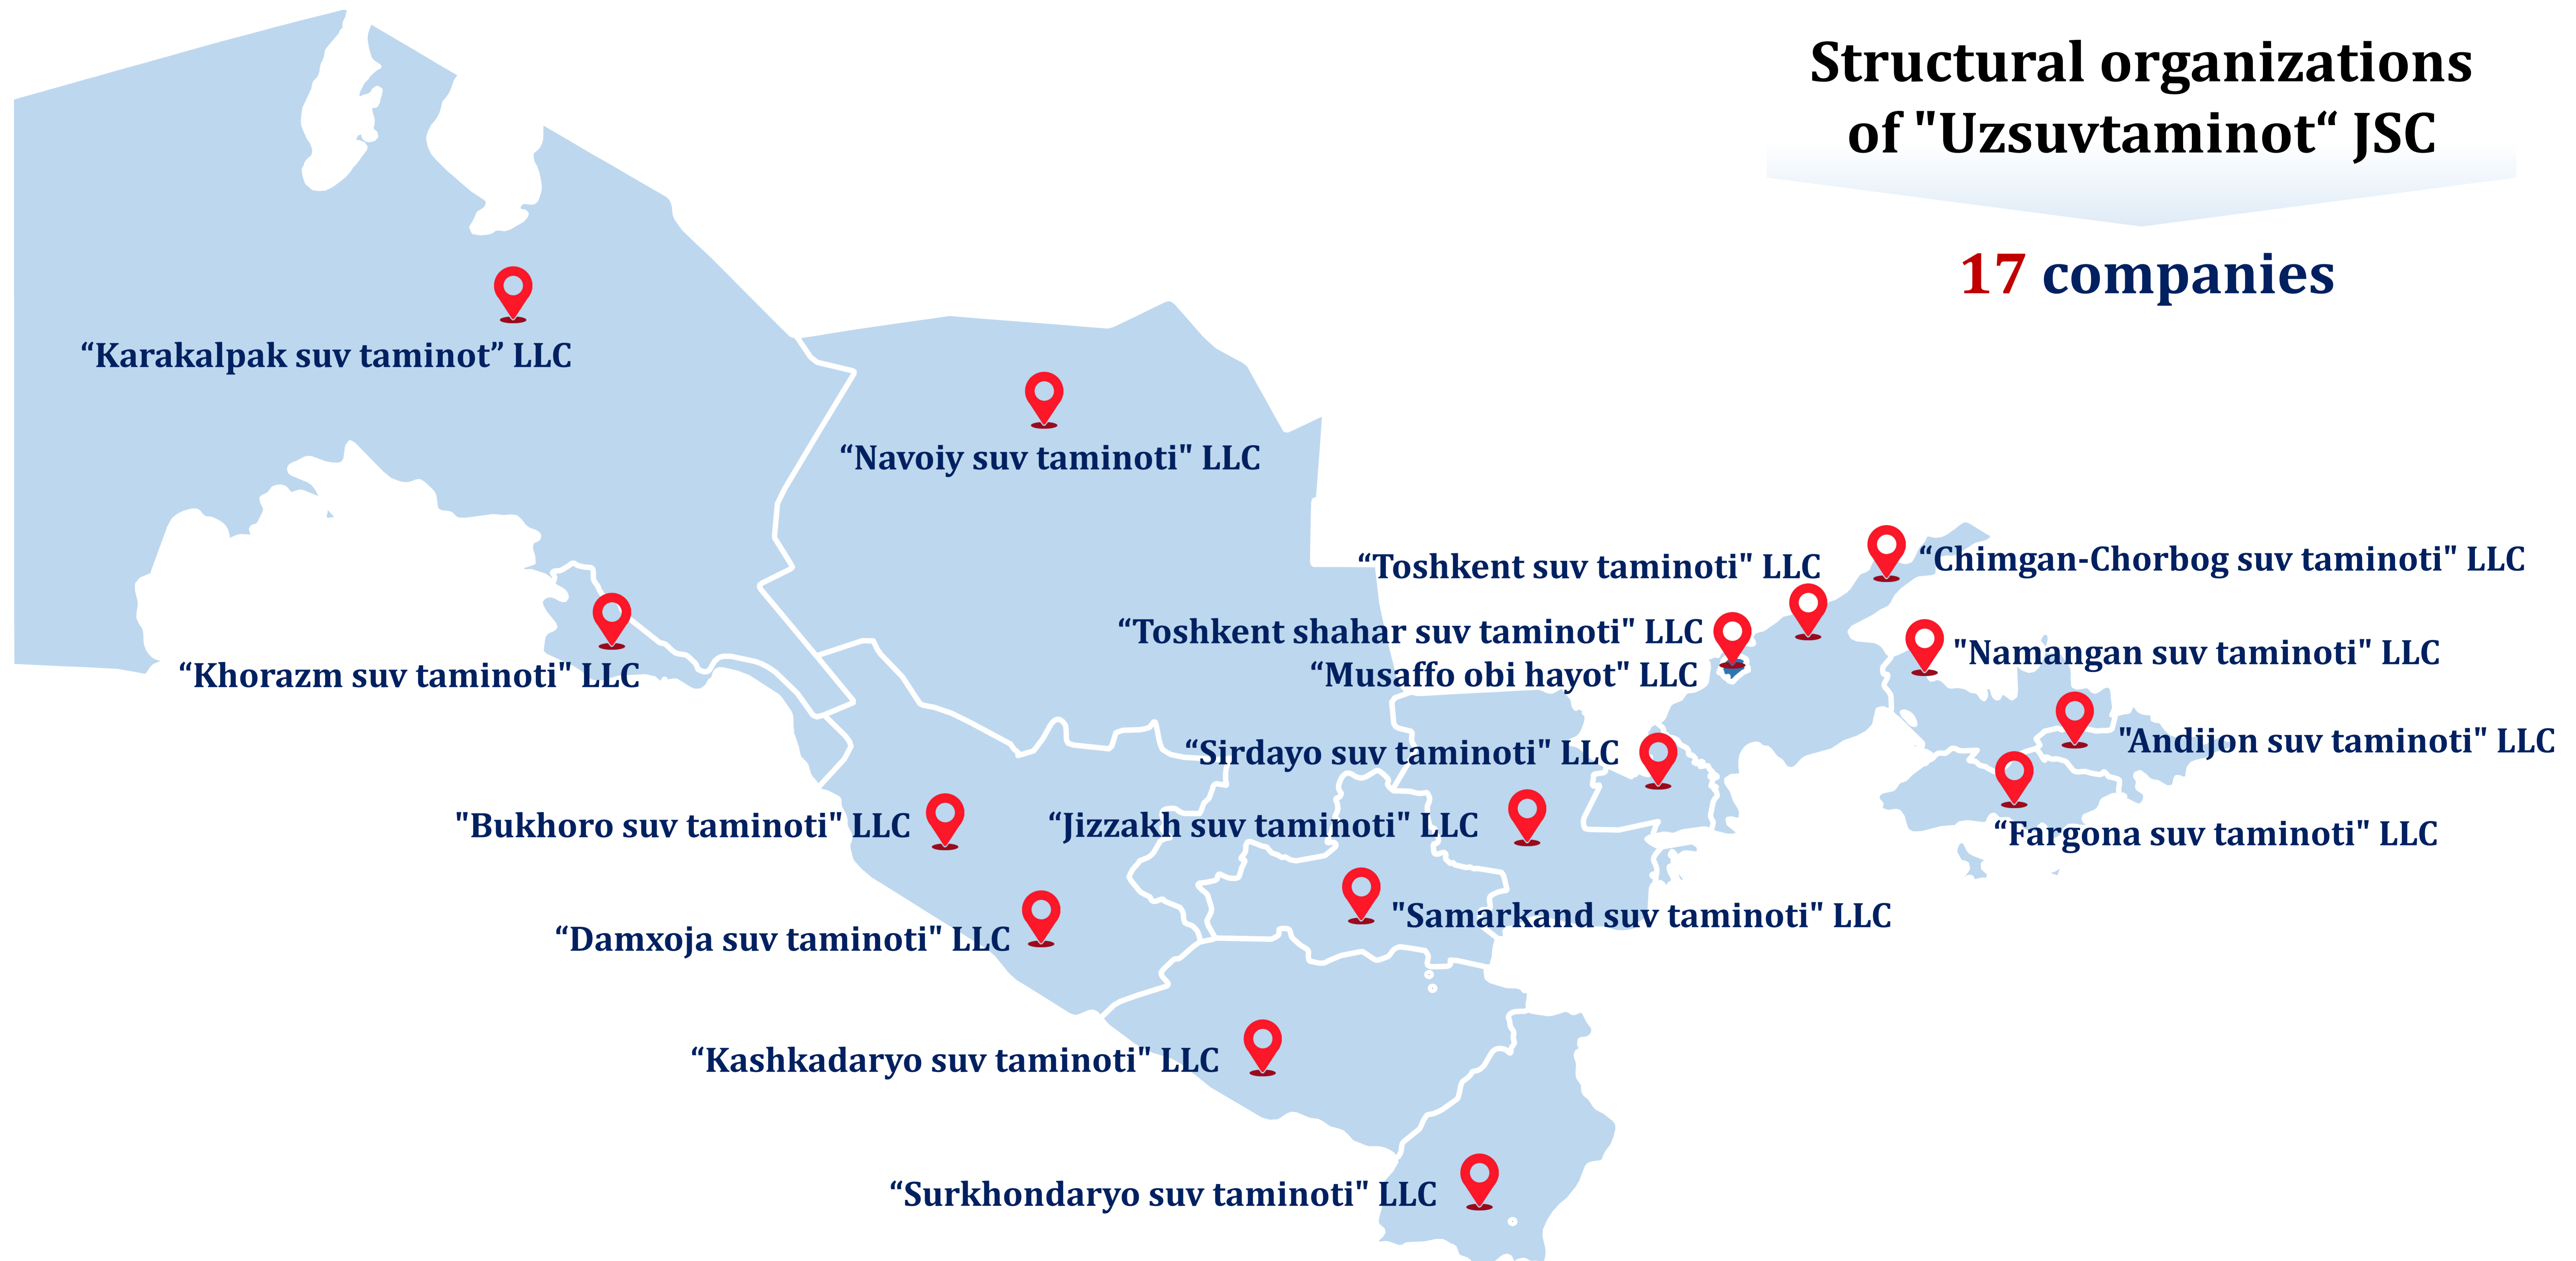 Structural organizations
of "Uzsuvtaminot“ JSC
17 companies
“Karakalpak suv taminot” LLC
“Navoiy suv taminoti" LLC
“Toshkent suv taminoti" LLC
“Chimgan-Chorbog suv taminoti" LLC
“Toshkent shahar suv taminoti" LLC
“Musaffo obi hayot" LLC
"Namangan suv taminoti" LLC
“Khorazm suv taminoti" LLC
“Sirdayo suv taminoti" LLC
"Andijon suv taminoti" LLC
"Bukhoro suv taminoti" LLC
“Jizzakh suv taminoti" LLC
“Fargona suv taminoti" LLC
“Damxoja suv taminoti" LLC
"Samarkand suv taminoti" LLC
“Kashkadaryo suv taminoti" LLC
“Surkhondaryo suv taminoti" LLC